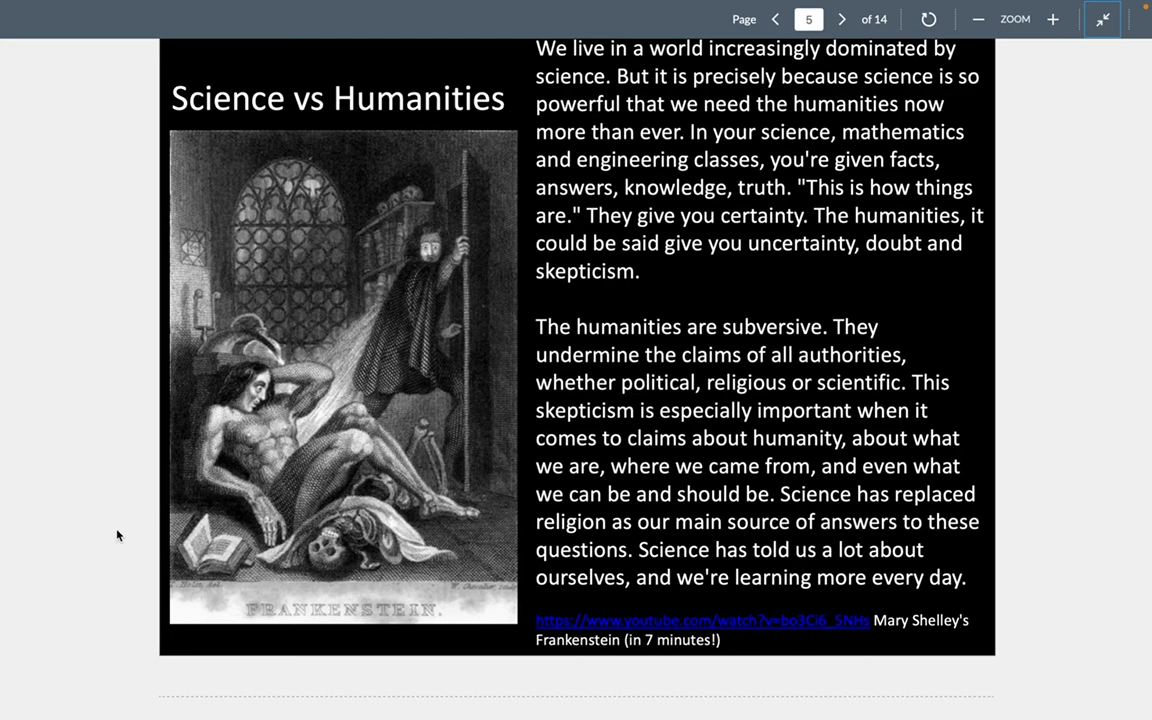 Page 5 of 14 ZOOM
Science vs Humanities
We live in a world increasingly dominated by
science. But it is precisely because science is so
powerful that we need the humanities now
more than ever. In your science, mathematics
and engineering classes, you're given facts,
answers, knowledge, truth. "This is how things
are." They give you certainty. The humanities, it
could be said give you uncertainty, doubt and
skepticism.
The humanities are subversive. They
undermine the claims of all authorities,
whether political, religious or scientific. This
skepticism is especially important when it
comes to claims about humanity, about what
we are, where we came from, and even what
we can be and should be. Science has replaced
religion as our main source of answers to these
questions. Science has told us a lot about
ourselves, and we're learning more every day.
https://www.youtube.com/watch?v=bo3Ci6_5NHs Mary Shelley's
Frankenstein (in 7 minutes!)
FRANKENSTEIN.